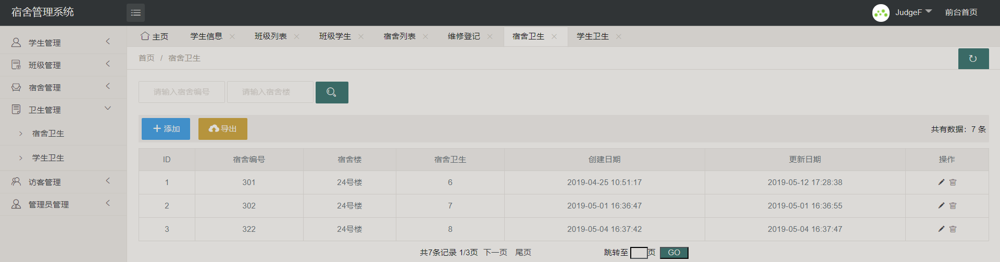 宿舍管理系统
JudgeF 前台首页
学生管理
班级管理
宿舍管理
卫生管理
宿舍卫生
学生卫生
访客管理
管理员管理
主页 学生信息 班级列表 班级学生 宿舍列表 维修登记 宿舍卫生 学生卫生
首页 / 宿舍卫生
请输入宿舍编号 请输入宿舍楼
添加 导出 共有数据：7 条
ID 宿舍编号 宿舍楼 宿舍卫生 创建日期 更新日期 操作
1 301 24号楼 6 2019-04-25 10:51:17 2019-05-12 17:28:38
2 302 24号楼 7 2019-05-01 16:36:47 2019-05-01 16:36:55
3 322 24号楼 8 2019-05-04 16:37:42 2019-05-04 16:37:47
共7条记录 1/3页 下一页 尾页 跳转至 页 GO